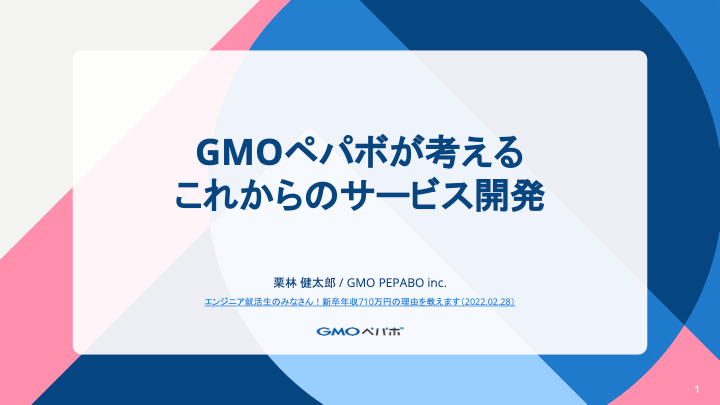 GMOペパボが考える
これからのサービス開発
栗林 健太郎 / GMO PEPABO inc.
エンジニア就活生のみなさん！新卒年収710万円の理由を教えます(2022.02.28)
GMOペパボ®
1